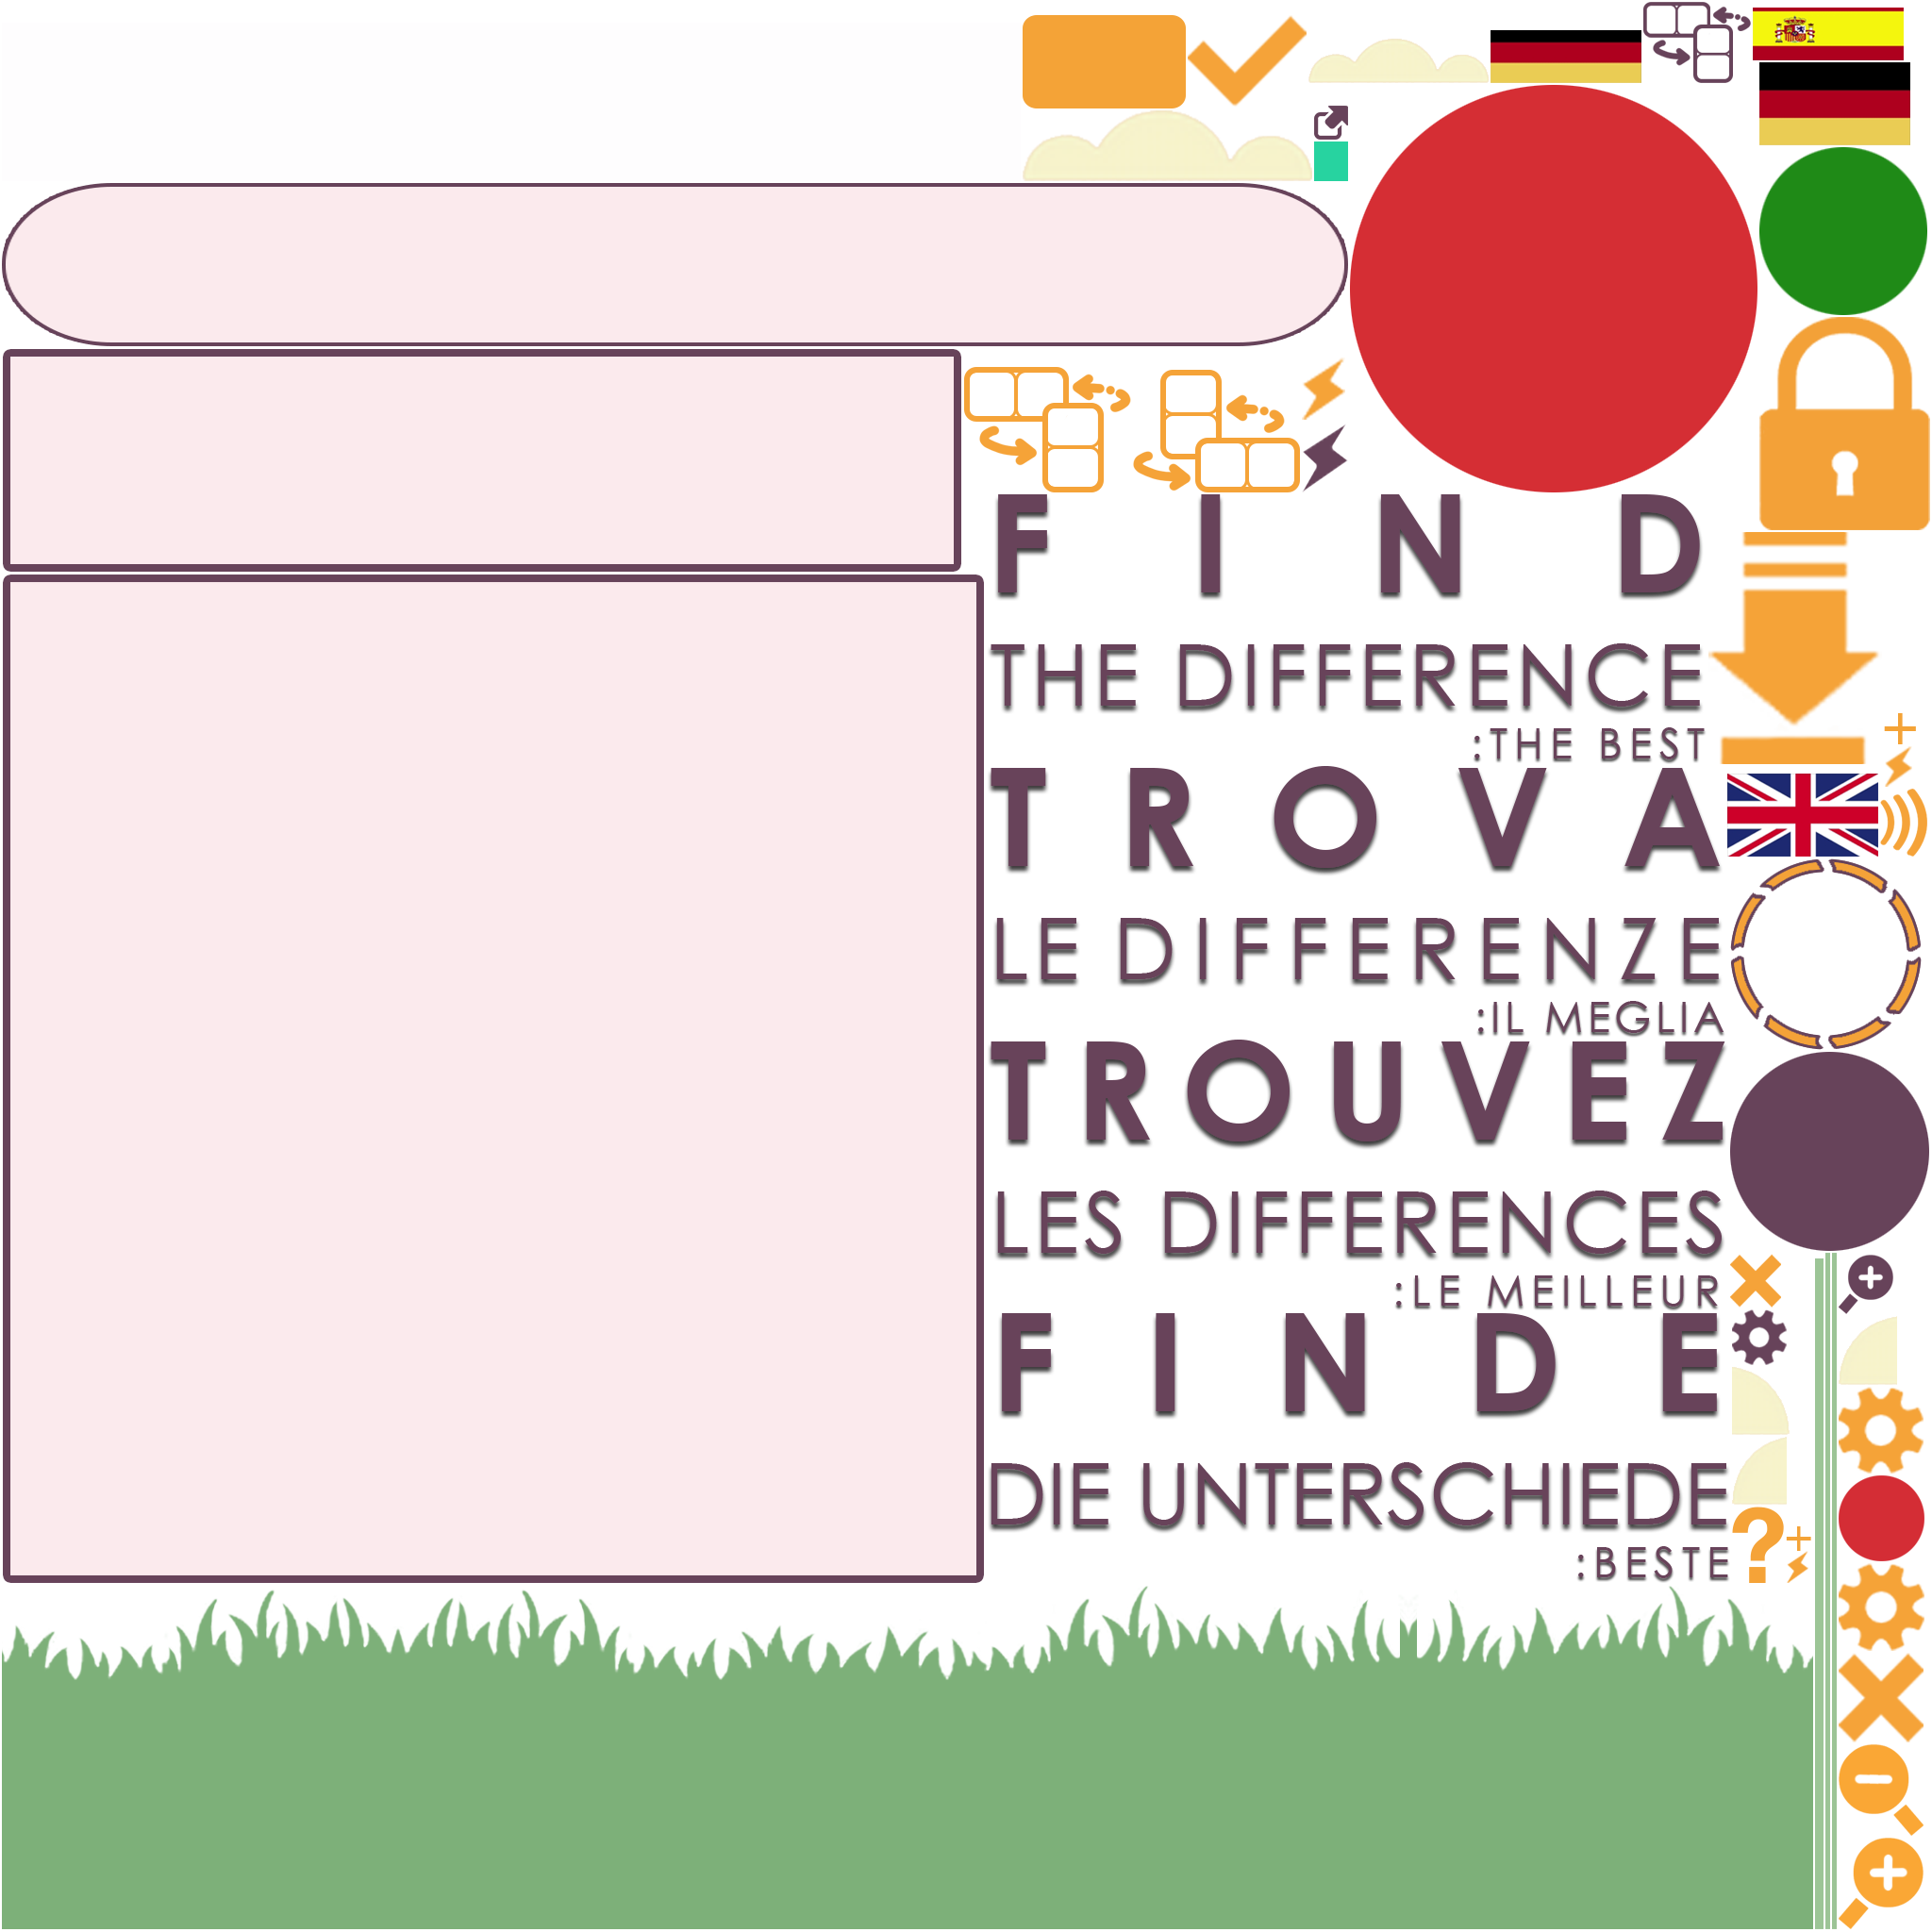 FIND
THE DIFFERENCE
:THE BEST
TROVA
LE DIFFERENZE
:IL MEGLIA
TROUVEZ
LES DIFFERENCES
:LE MEILLEUR
FINDE
DIE UNTERSCHIEDE
:BESTE